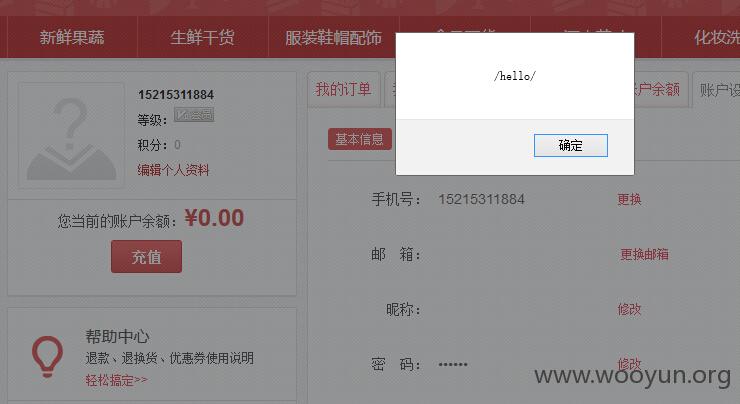 新鲜果蔬 生鲜干货 服装鞋帽配饰 化妆洗
/hello/
确定
15215311884
等级： Vip会员
积分：0
编辑个人资料
您当前的账户余额：¥0.00
充值
帮助中心
退款、退换货、优惠券使用说明
轻松搞定>>
我的订单 账户余额 账户设
基本信息
手机号： 15215311884 更换
邮 箱： 更换邮箱
昵称： 修改
密 码： •••••• 修改
www.wooyun.org